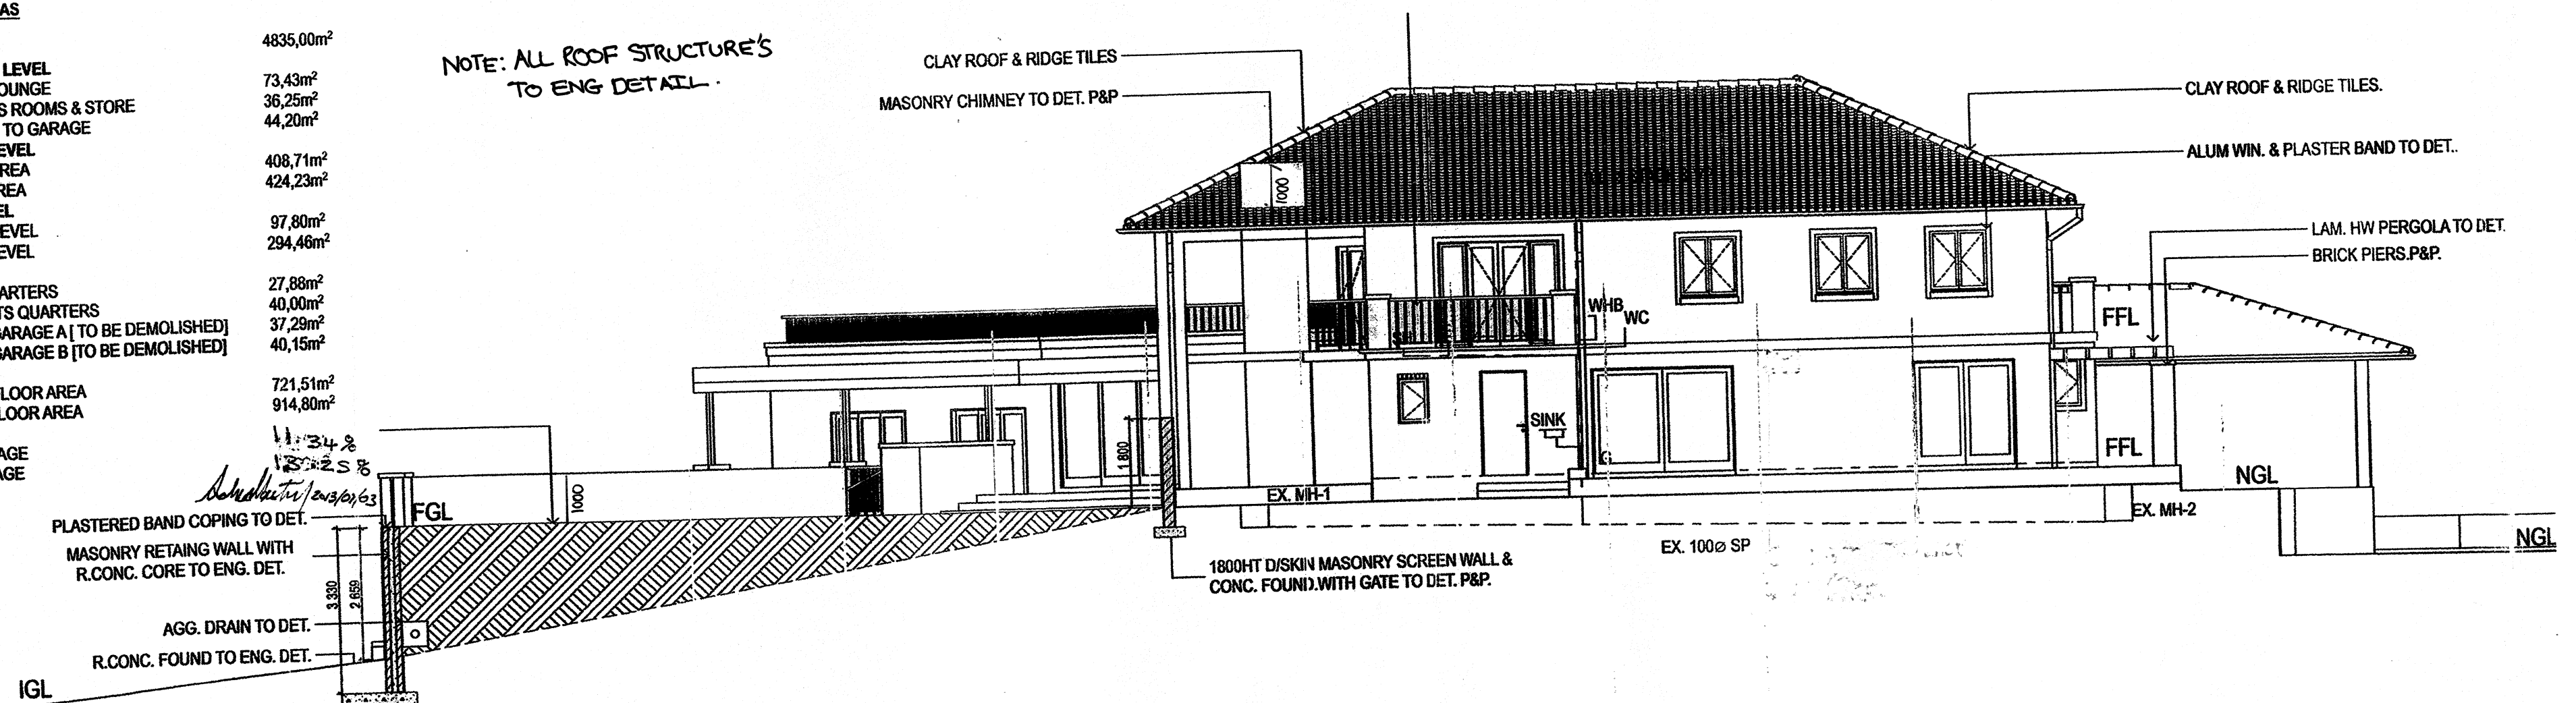 AS
4835,00m²
LEVEL
OUNGE 73,43m²
S ROOMS & STORE 36,25m²
TO GARAGE 44,20m²
EVEL
REA 408,71m²
REA 424,23m²
EL
EVEL 97,80m²
EVEL 294,46m²
ARTERS 27,88m²
TS QUARTERS 40,00m²
GARAGE A [ TO BE DEMOLISHED] 37,29m²
GARAGE B [TO BE DEMOLISHED] 40,15m²
LOOR AREA 721,51m²
LOOR AREA 914,80m²
AGE
AGE
NOTE: ALL ROOF STRUCTURE'S
TO ENG DETAIL.
CLAY ROOF & RIDGE TILES
MASONRY CHIMNEY TO DET. P&P
1000
CLAY ROOF & RIDGE TILES.
ALUM WIN. & PLASTER BAND TO DET..
LAM. HW PERGOLA TO DET.
BRICK PIERS.P&P.
FFL
WHB
WC
SINK
G
FFL
NGL
NGL
1 800
1000
EX. MH-1
EX. MH-2
EX. 100ø SP
FGL
PLASTERED BAND COPING TO DET.
MASONRY RETAING WALL WITH
R.CONC. CORE TO ENG. DET.
3 330
2 659
AGG. DRAIN TO DET.
R.CONC. FOUND TO ENG. DET.
IGL
1800HT D/SKIN MASONRY SCREEN WALL &
CONC. FOUND.WITH GATE TO DET. P&P.